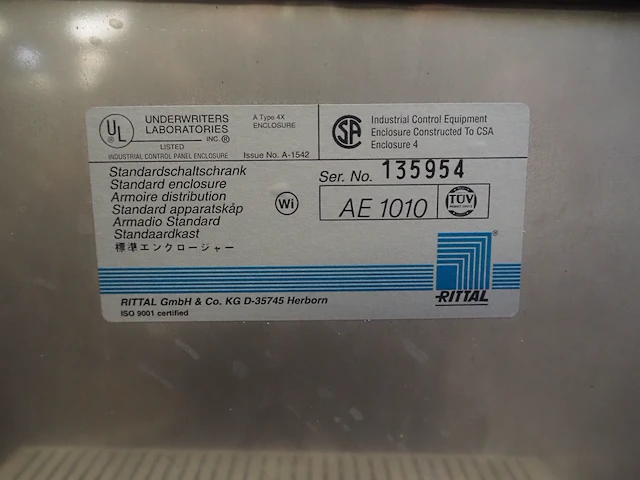 UL
UNDERWRITERS
LABORATORIES
INC.®
A Type 4X
ENCLOSURE
LISTED
INDUSTRIAL CONTROL PANEL ENCLOSURE
Issue No. A-1542
SA
Industrial Control Equipment
Enclosure Constructed To CSA
Enclosure 4
Standardschaltschrank
Standard enclosure
Armoire distribution
Standard apparatskåp
Armadio Standard
Standaardkast
標準エンクロージャー
Wi
Ser. No. 135954
AE 1010
TÜV
PRODUCT SERVICE
RITTAL
®
RITTAL GmbH & Co. KG D-35745 Herborn
ISO 9001 certified